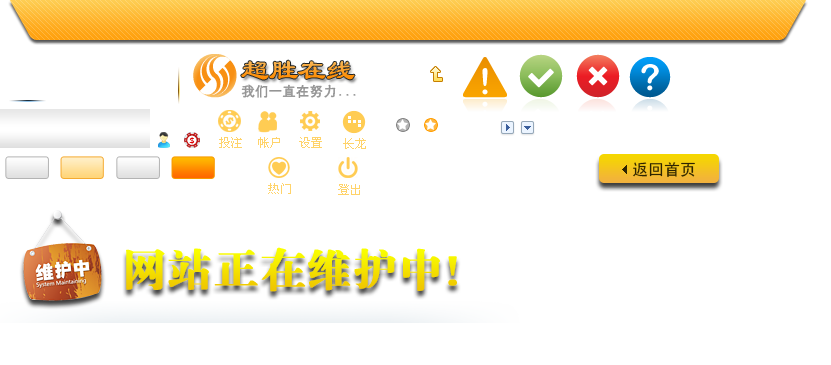 超胜在线
我们一直在努力...
投注
帐户
设置
长龙
热门
登出
返回首页
维护中
System Maintaining
网站正在维护中!